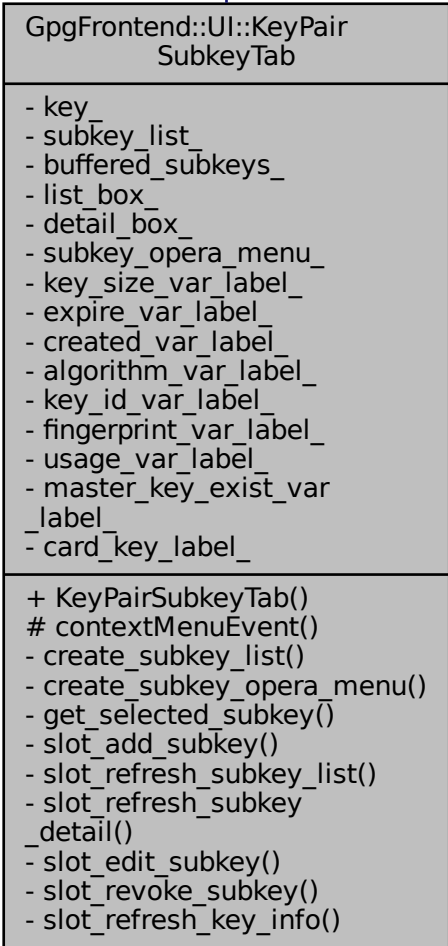 GpgFrontend::UI::KeyPair
SubkeyTab
- key_
- subkey_list_
- buffered_subkeys_
- list_box_
- detail_box_
- subkey_opera_menu_
- key_size_var_label_
- expire_var_label_
- created_var_label_
- algorithm_var_label_
- key_id_var_label_
- fingerprint_var_label_
- usage_var_label_
- master_key_exist_var
_label_
- card_key_label_
+ KeyPairSubkeyTab()
# contextMenuEvent()
- create_subkey_list()
- create_subkey_opera_menu()
- get_selected_subkey()
- slot_add_subkey()
- slot_refresh_subkey_list()
- slot_refresh_subkey
_detail()
- slot_edit_subkey()
- slot_revoke_subkey()
- slot_refresh_key_info()